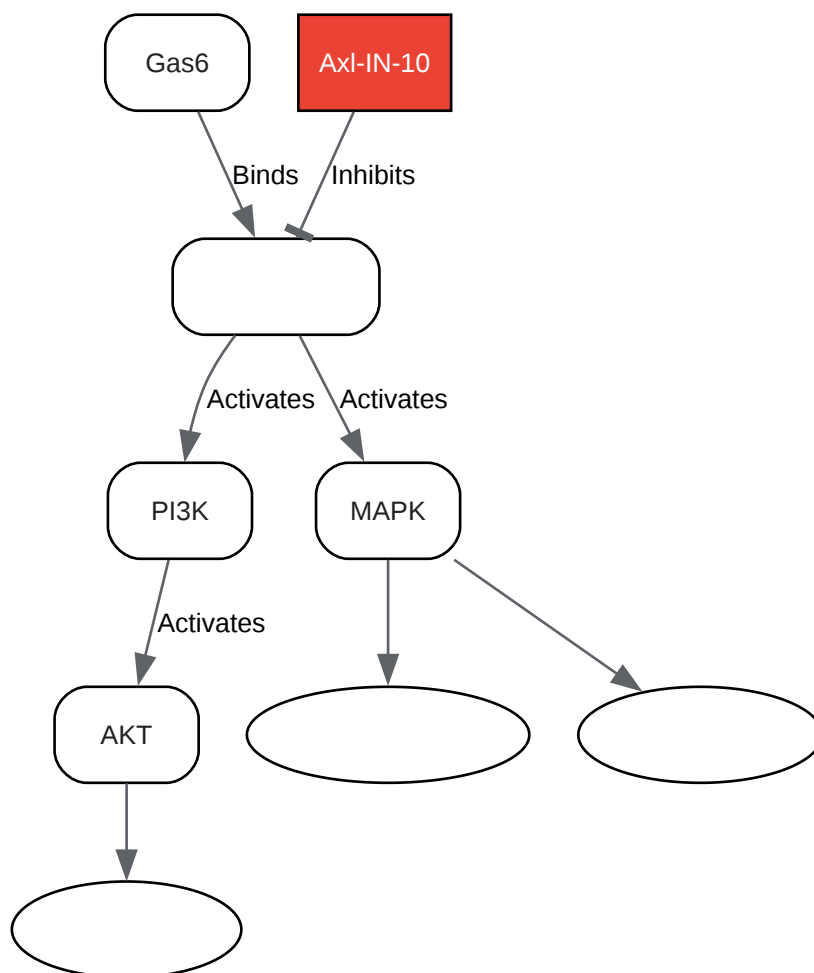 Gas6
Axl-IN-10
Binds
Inhibits
Activates
Activates
PI3K
MAPK
Activates
AKT